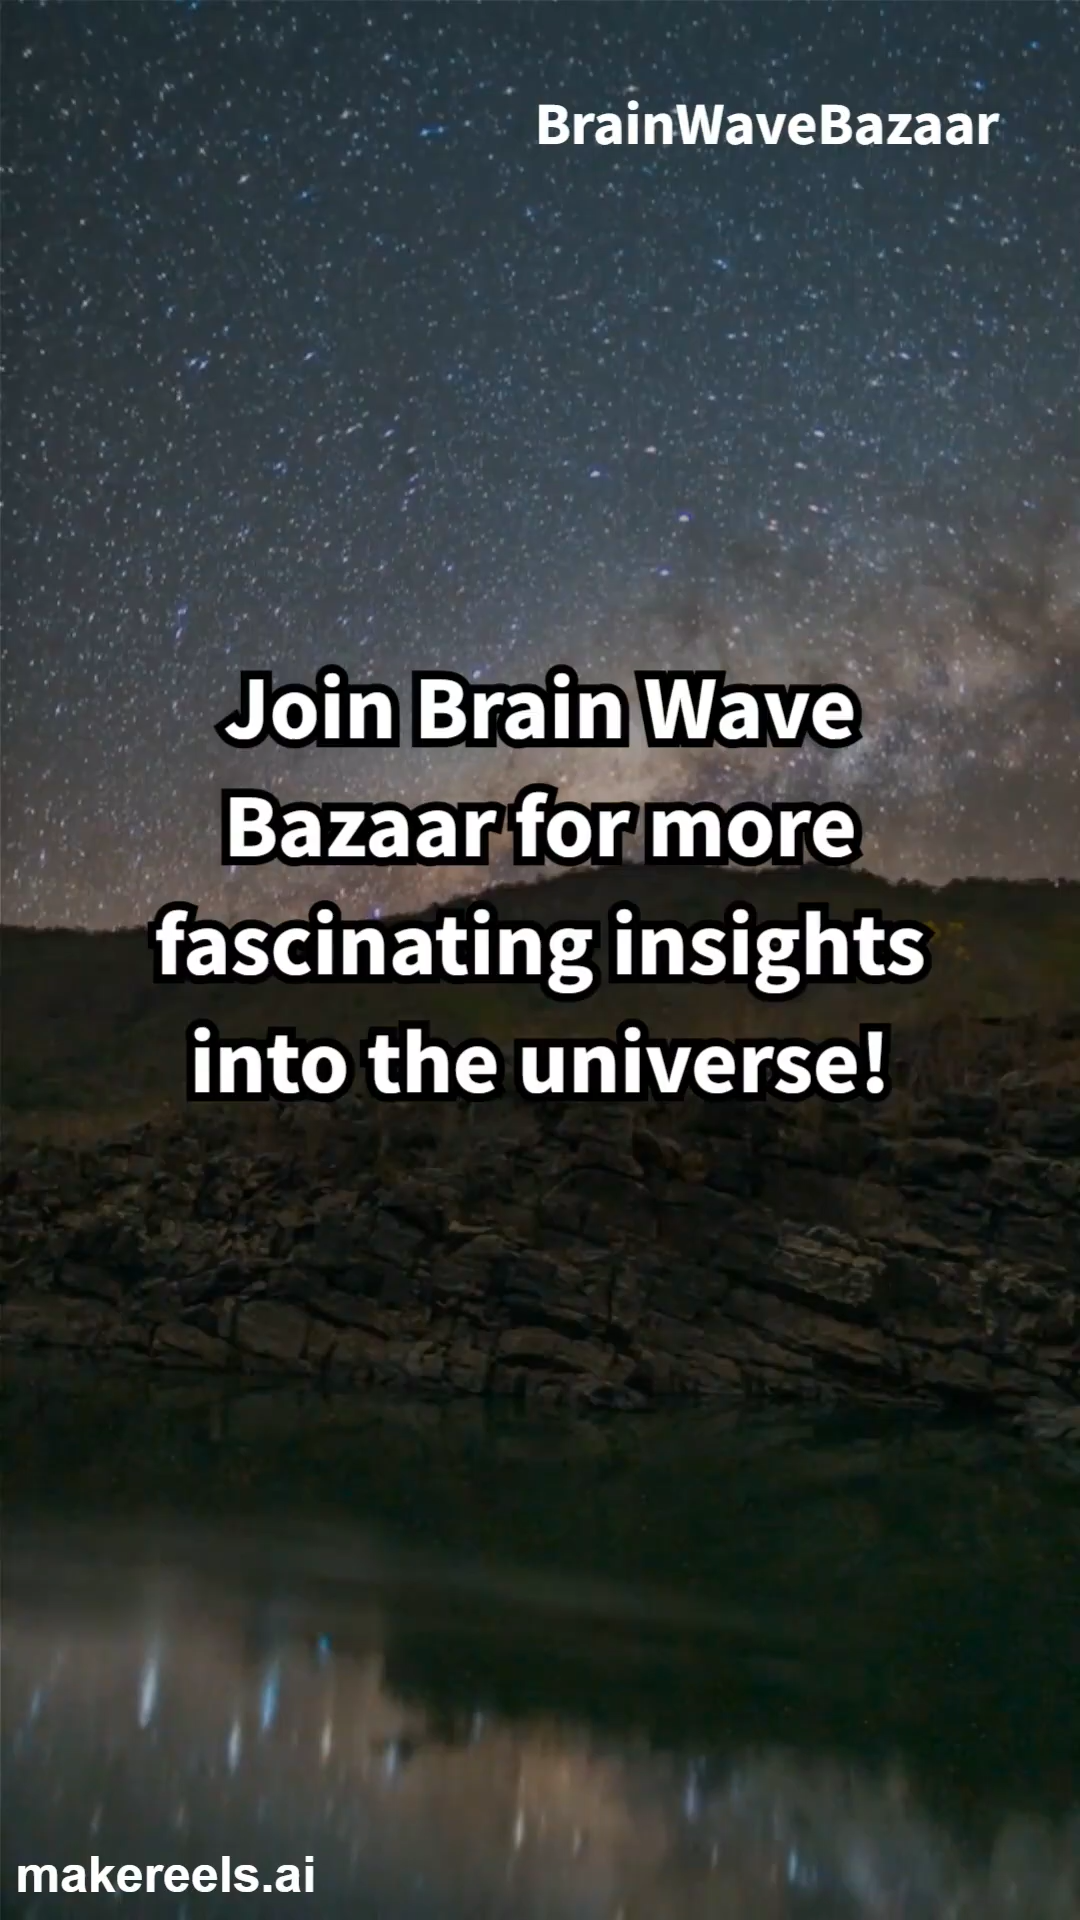 BrainWaveBazaar
Join Brain Wave
Bazaar for more
fascinating insights
into the universe!
makereels.ai